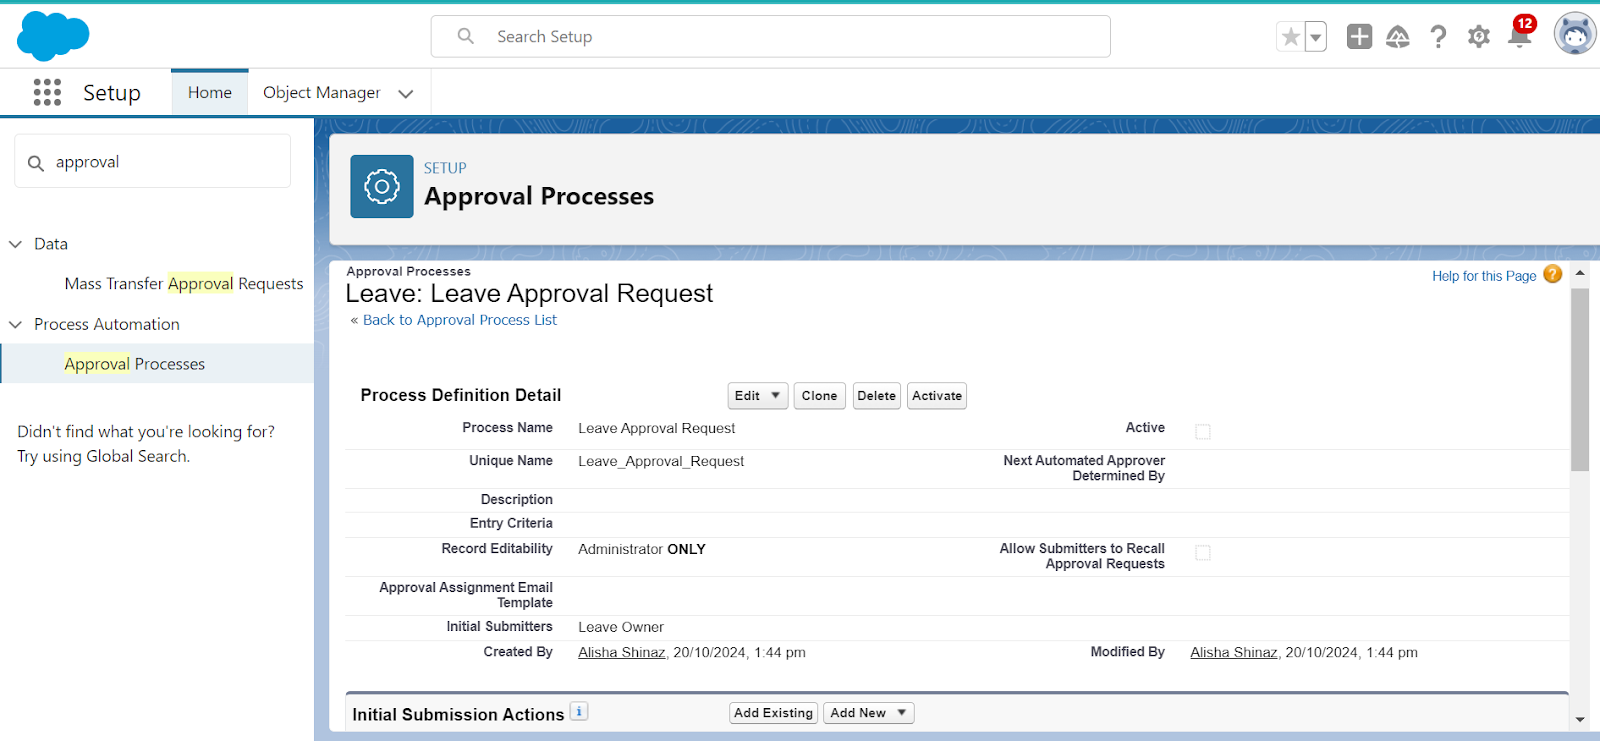 Search Setup
12
Setup
Home
Object Manager
approval
Data
Mass Transfer Approval Requests
Process Automation
Approval Processes
Didn't find what you're looking for?
Try using Global Search.
SETUP
Approval Processes
Approval Processes
Help for this Page ?
Leave: Leave Approval Request
« Back to Approval Process List
Process Definition Detail
Edit
Clone
Delete
Activate
Process Name Leave Approval Request
Active
Unique Name Leave_Approval_Request
Next Automated Approver
Determined By
Description
Entry Criteria
Record Editability Administrator ONLY
Allow Submitters to Recall
Approval Requests
Approval Assignment Email
Template
Initial Submitters Leave Owner
Created By Alisha Shinaz, 20/10/2024, 1:44 pm
Modified By Alisha Shinaz, 20/10/2024, 1:44 pm
Initial Submission Actions i
Add Existing
Add New